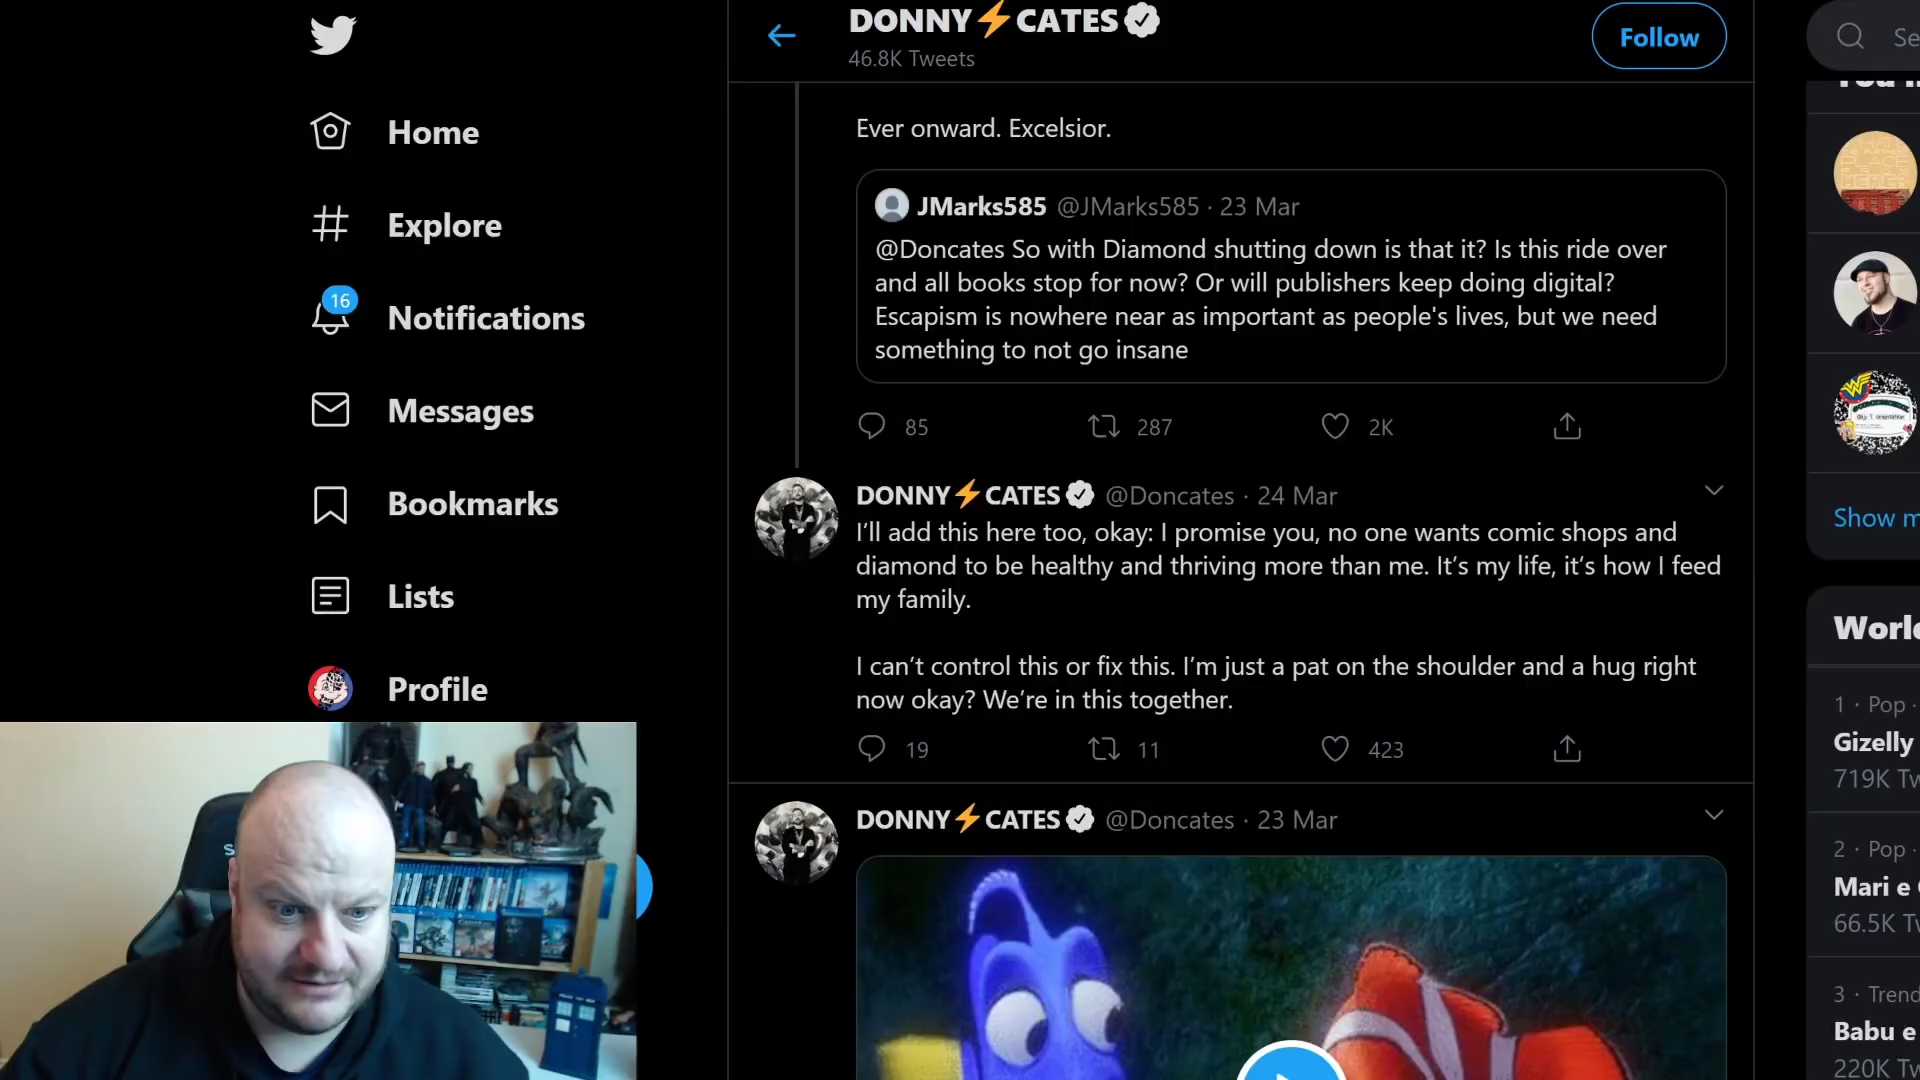 DONNY⚡CATES
46.8K Tweets
Follow
Home
Explore
16
Notifications
Messages
Bookmarks
Lists
Profile
Ever onward. Excelsior.
JMarks585 @JMarks585 · 23 Mar
@Doncates So with Diamond shutting down is that it? Is this ride over
and all books stop for now? Or will publishers keep doing digital?
Escapism is nowhere near as important as people's lives, but we need
something to not go insane
85 287 2K
DONNY⚡CATES @Doncates · 24 Mar
I'll add this here too, okay: I promise you, no one wants comic shops and
diamond to be healthy and thriving more than me. It's my life, it's how I feed
my family.
I can't control this or fix this. I'm just a pat on the shoulder and a hug right
now okay? We're in this together.
19 11 423
DONNY⚡CATES @Doncates · 23 Mar
Se
Show m
Worl
1 · Pop ·
Gizelly
719K Tw
2 · Pop ·
Mari e
66.5K Tw
3 · Trend
Babu e
220K Tw